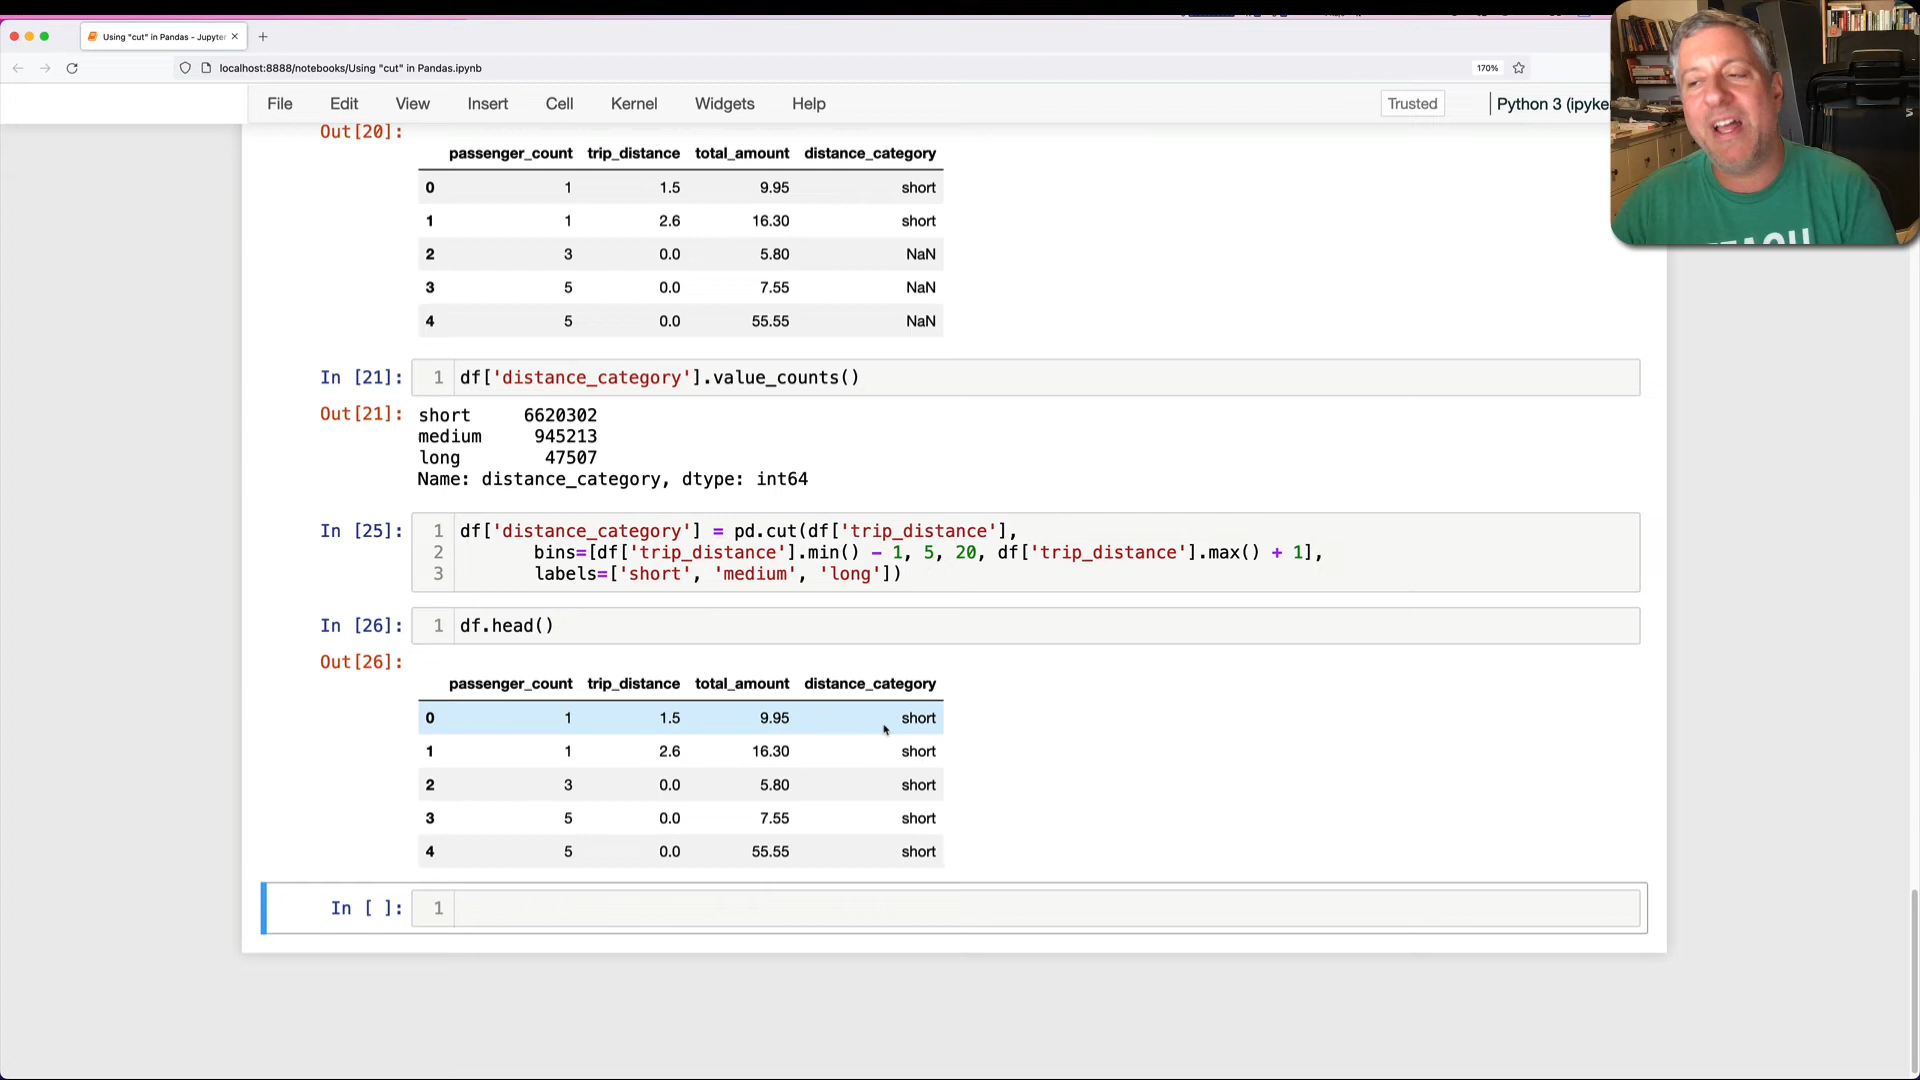 Using "cut" in Pandas - Jupyter
localhost:8888/notebooks/Using "cut" in Pandas.ipynb
170%
File Edit View Insert Cell Kernel Widgets Help
Trusted
Python 3 (ipyke
Out[20]:
passenger_count trip_distance total_amount distance_category
0 1 1.5 9.95 short
1 1 2.6 16.30 short
2 3 0.0 5.80 NaN
3 5 0.0 7.55 NaN
4 5 0.0 55.55 NaN
In [21]: 1 df['distance_category'].value_counts()
Out[21]: short 6620302
medium 945213
long 47507
Name: distance_category, dtype: int64
In [25]: 1 df['distance_category'] = pd.cut(df['trip_distance'],
2 bins=[df['trip_distance'].min() - 1, 5, 20, df['trip_distance'].max() + 1],
3 labels=['short', 'medium', 'long'])
In [26]: 1 df.head()
Out[26]:
passenger_count trip_distance total_amount distance_category
0 1 1.5 9.95 short
1 1 2.6 16.30 short
2 3 0.0 5.80 short
3 5 0.0 7.55 short
4 5 0.0 55.55 short
In [ ]: 1